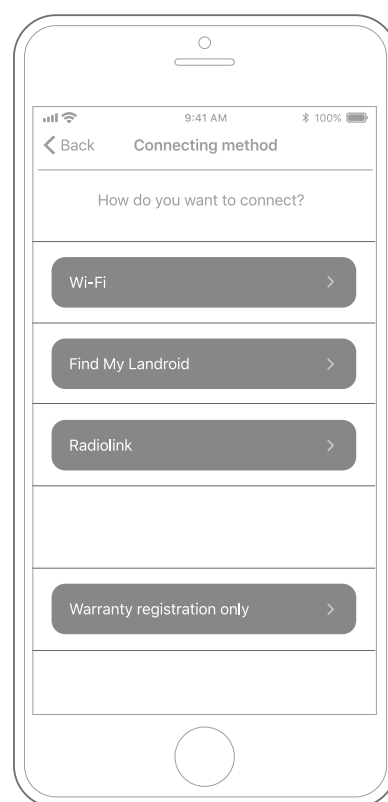 9:41 AM 100%
Back Connecting method
How do you want to connect?
Wi-Fi
Find My Landroid
Radiolink
Warranty registration only